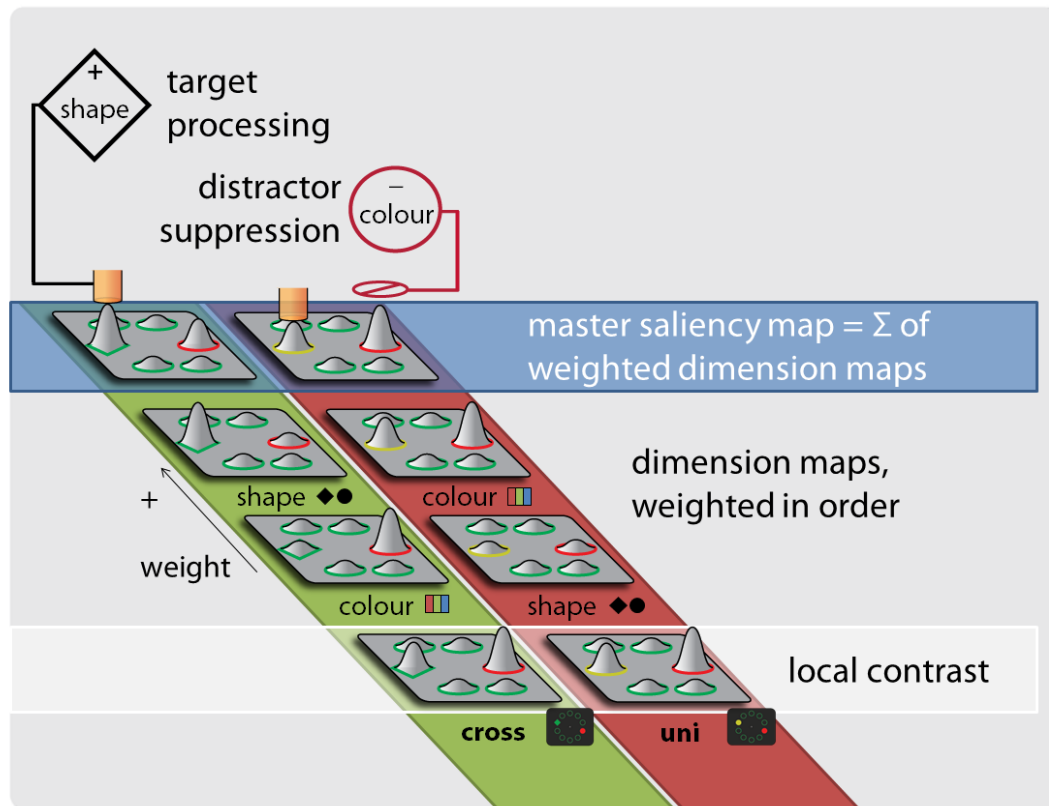 +
shape
target
processing
distractor
suppression
–
colour
master saliency map = Σ of
weighted dimension maps
shape
colour
dimension maps,
weighted in order
+
weight
colour
shape
local contrast
cross
uni